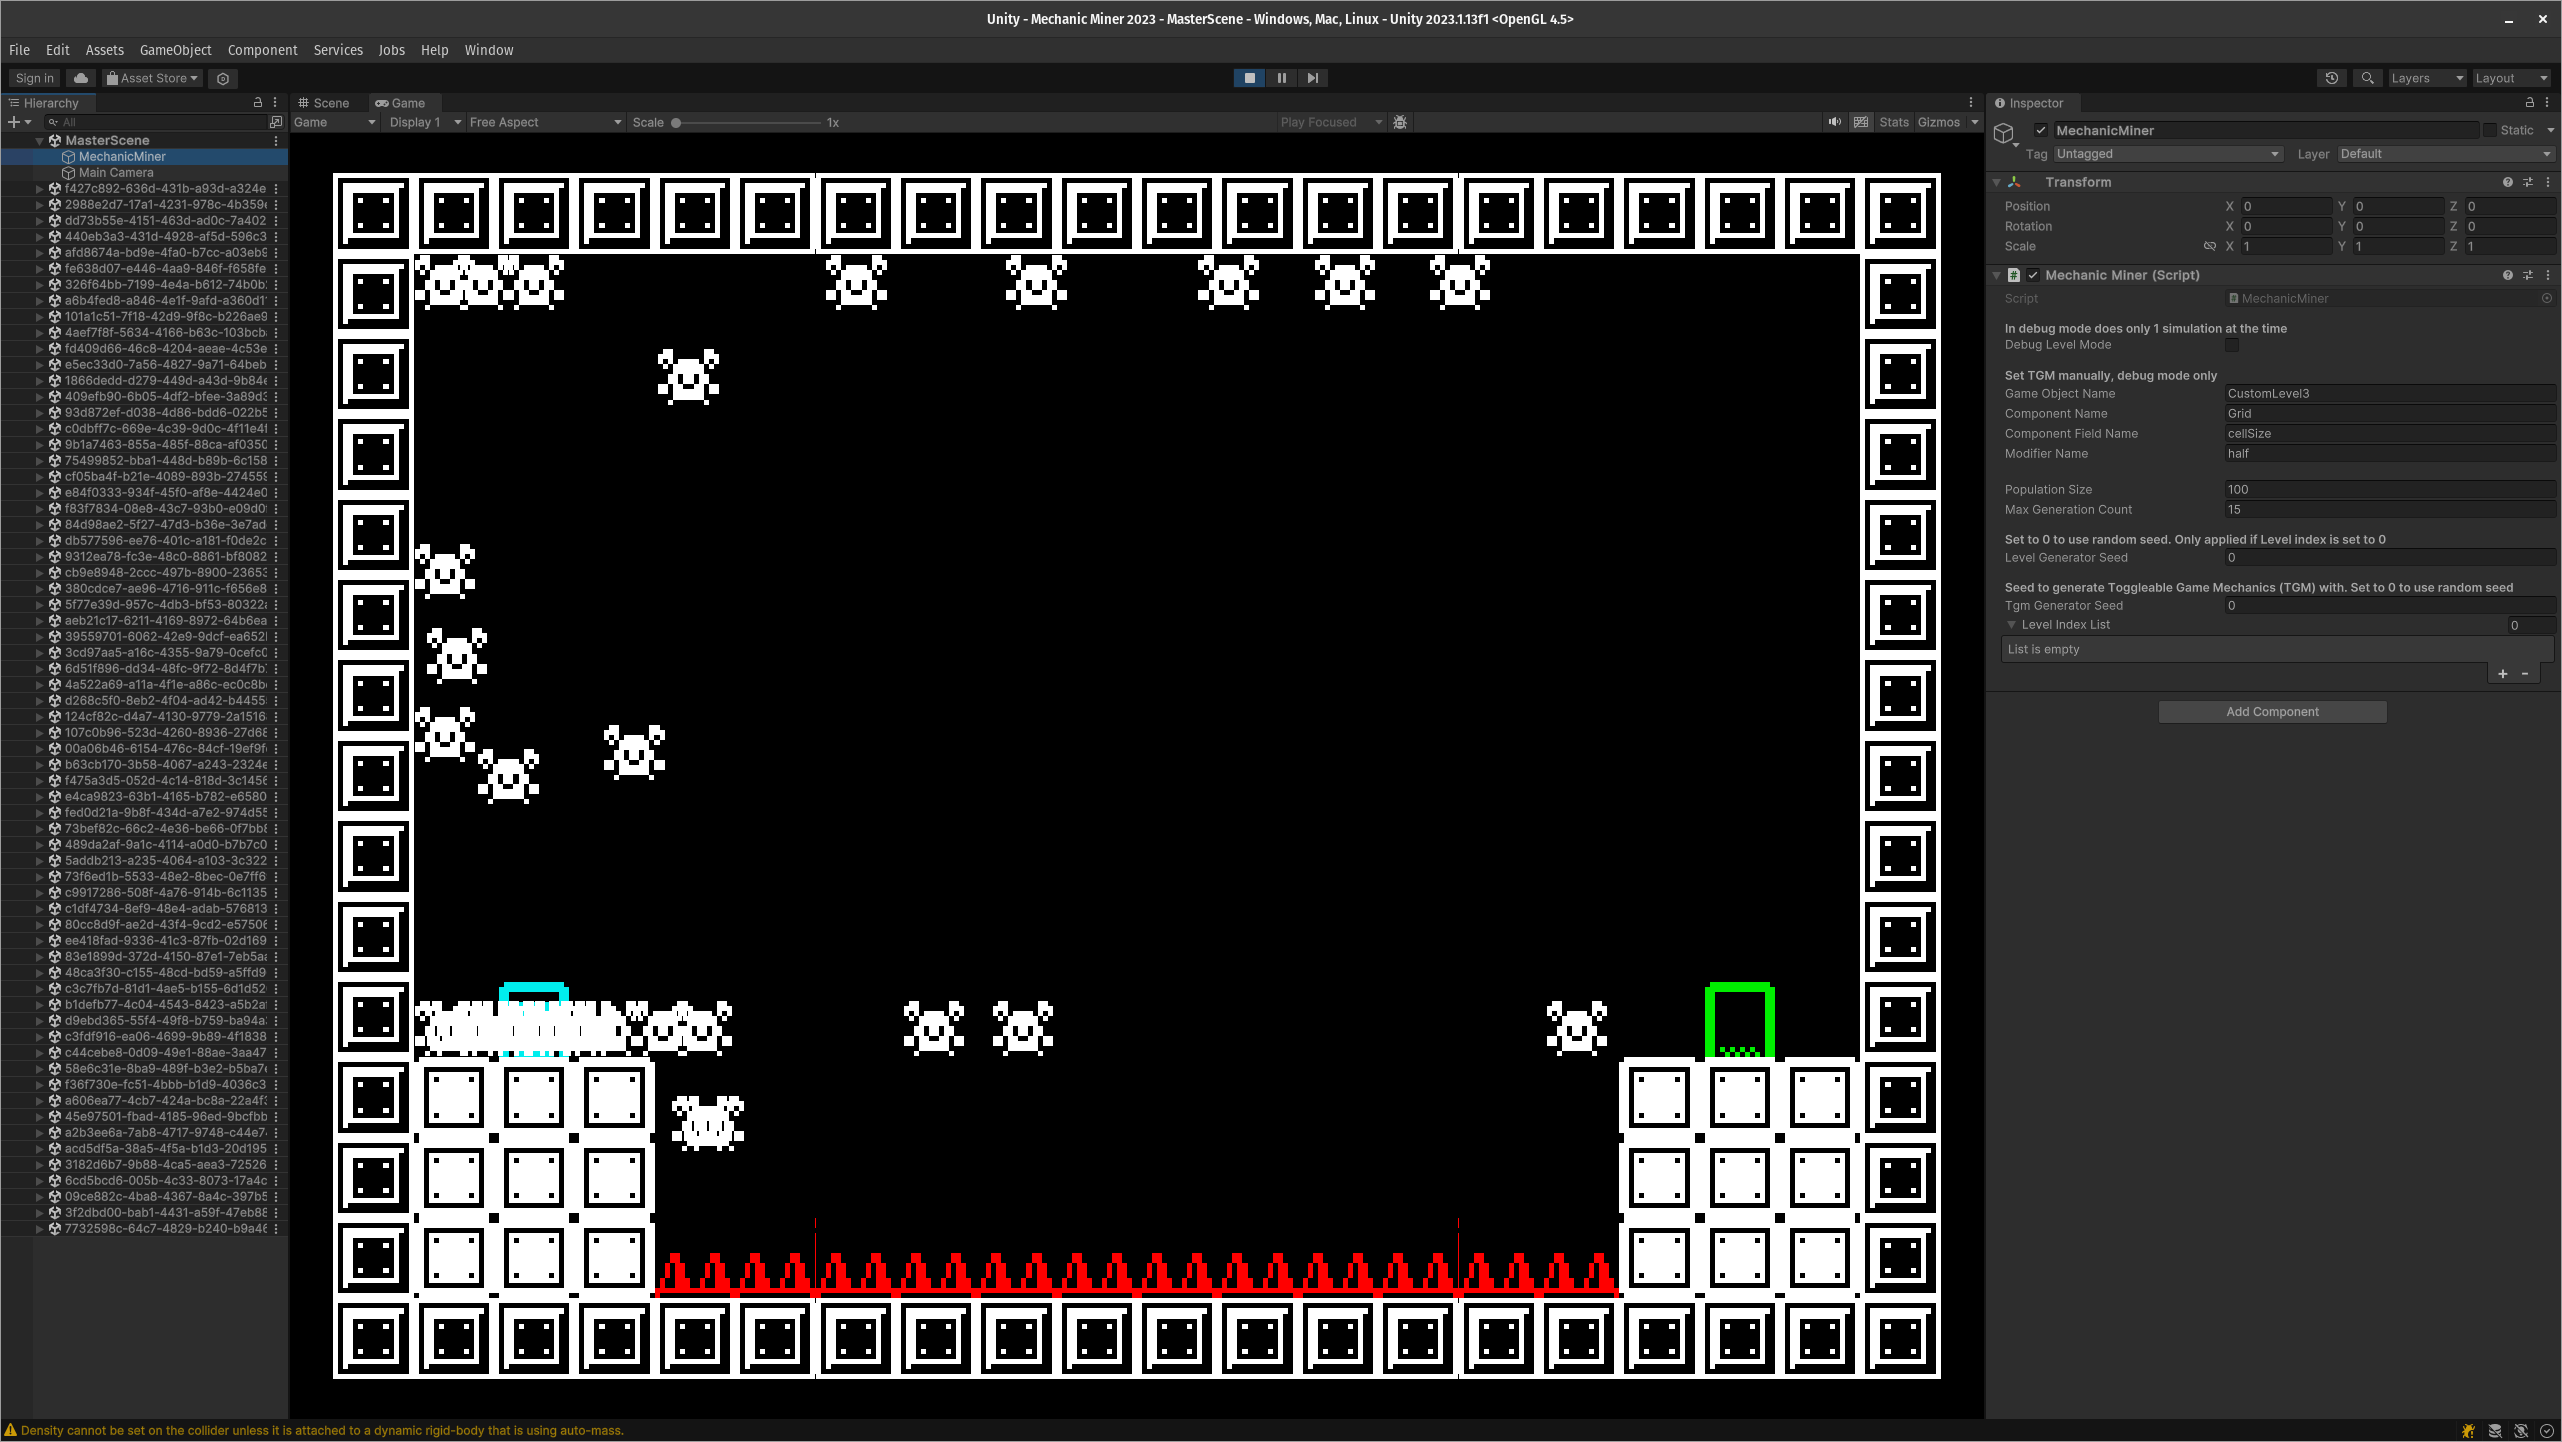 Unity - Mechanic Miner 2023 - MasterScene - Windows, Mac, Linux - Unity 2023.1.13f1 <OpenGL 4.5>
File Edit Assets GameObject Component Services Jobs Help Window
Sign in Asset Store Layers Layout
Hierarchy
All
MasterScene
MechanicMiner
Main Camera
f427c892-636d-431b-a93d-a324e
2988e2d7-17a1-4231-978c-4b359
dd73b55e-4151-463d-ad0c-7a402
440eb3a3-431d-4928-af5d-596c3
afd8674a-bd9e-4fa0-b7cc-a03eb9
fe638d07-e446-4aa9-846f-f658fe
326f64bb-7199-4e4a-b612-74b0b
a6b4fed8-a846-4e1f-9afd-a360d1
101a1c51-7f18-42d9-9f8c-b226ae9
4aef7f8f-5634-4166-b63c-103bcb
fd409d66-46c8-4204-aeae-4c53e
e5ec33d0-7a56-4827-9a71-64beb
1866dedd-d279-449d-a43d-9b84e
409efb90-6b05-4df2-bfee-3a89d3
93d872ef-d038-4d86-bdd6-022b5
c0dbff7c-669e-4c39-9d0c-4f11e4f
9b1a7463-855a-485f-88ca-af0350
75499852-bba1-448d-b89b-6c158
cf05ba4f-b21e-4089-893b-274559
e84f0333-934f-45f0-af8e-4424e0
f83f7834-08e8-43c7-93b0-e09d0
84d98ae2-5f27-47d3-b36e-3e7ad
db577596-ee76-401c-a181-f0de2c
9312ea78-fc3e-48c0-8861-bf8082
cb9e8948-2ccc-497b-8900-23653
380cdce7-ae96-4716-911c-f656e8
5f77e39d-957c-4db3-bf53-80322
aeb21c17-6211-4169-8972-64b6ea
39559701-6062-42e9-9dcf-ea652
3cd97aa5-a16c-4355-9a79-0cefc0
6d51f896-dd34-48fc-9f72-8d4f7b
4a522a69-a11a-4f1e-a86c-ec0c8b
d268c5f0-8eb2-4f04-ad42-b4455
124cf82c-d4a7-4130-9779-2a1516
107c0b96-523d-4260-8936-27d68
00a06b46-6154-476c-84cf-19ef9f
b63cb170-3b58-4067-a243-2324e
f475a3d5-052d-4c14-818d-3c1456
e4ca9823-63b1-4165-b782-e6580
fed0d21a-9b8f-434d-a7e2-974d55
73bef82c-66c2-4e36-be66-0f7bb8
489da2af-9a1c-4114-a0d0-b7b7c0
5addb213-a235-4064-a103-3c322
73f6ed1b-5533-48e2-8bec-0e7ff6
c9917286-508f-4a76-914b-6c1135
c1df4734-8ef9-48e4-adab-576813
80cc8d9f-ae2d-43f4-9cd2-e5750
ee418fad-9336-41c3-87fb-02d169
83e1899d-372d-4150-87e1-7eb5aa
48ca3f30-c155-48cd-bd59-a5ffd9
c3c7fb7d-81d1-4ae5-b155-6d1d52
b1defb77-4c04-4543-8423-a5b2a
d9ebd365-55f4-49f8-b759-ba94a
c3fdf916-ea06-4699-9b89-4f1838
c44cebe8-0d09-49e1-88ae-3aa47
58e6c31e-8ba9-489f-b3e2-b5ba7
f36f730e-fc51-4bbb-b1d9-4036c3
a606ea77-4cb7-424a-bc8a-22a4f
45e97501-fbad-4185-96ed-9bcfbb
a2b3ee6a-7ab8-4717-9748-c44e7
acd5df5a-38a5-4f5a-b1d3-20d195
3182d6b7-9b88-4ca5-aea3-72526
6cd5bcd6-005b-4c33-8073-17a4c
09ce882c-4ba8-4367-8a4c-397b5
3f2dbd00-bab1-4431-a59f-47eb88
7732598c-64c7-4829-b240-b9a46
Scene Game
Game Display 1 Free Aspect Scale 1x Play Focused Stats Gizmos
Inspector
MechanicMiner Static
Tag Untagged Layer Default
Transform
Position X 0 Y 0 Z 0
Rotation X 0 Y 0 Z 0
Scale X 1 Y 1 Z 1
Mechanic Miner (Script)
Script MechanicMiner
In debug mode does only 1 simulation at the time
Debug Level Mode
Set TGM manually, debug mode only
Game Object Name CustomLevel3
Component Name Grid
Component Field Name cellSize
Modifier Name half
Population Size 100
Max Generation Count 15
Set to 0 to use random seed. Only applied if Level index is set to 0
Level Generator Seed 0
Seed to generate Toggleable Game Mechanics (TGM) with. Set to 0 to use random seed
Tgm Generator Seed 0
Level Index List 0
List is empty
Add Component
Density cannot be set on the collider unless it is attached to a dynamic rigid-body that is using auto-mass.